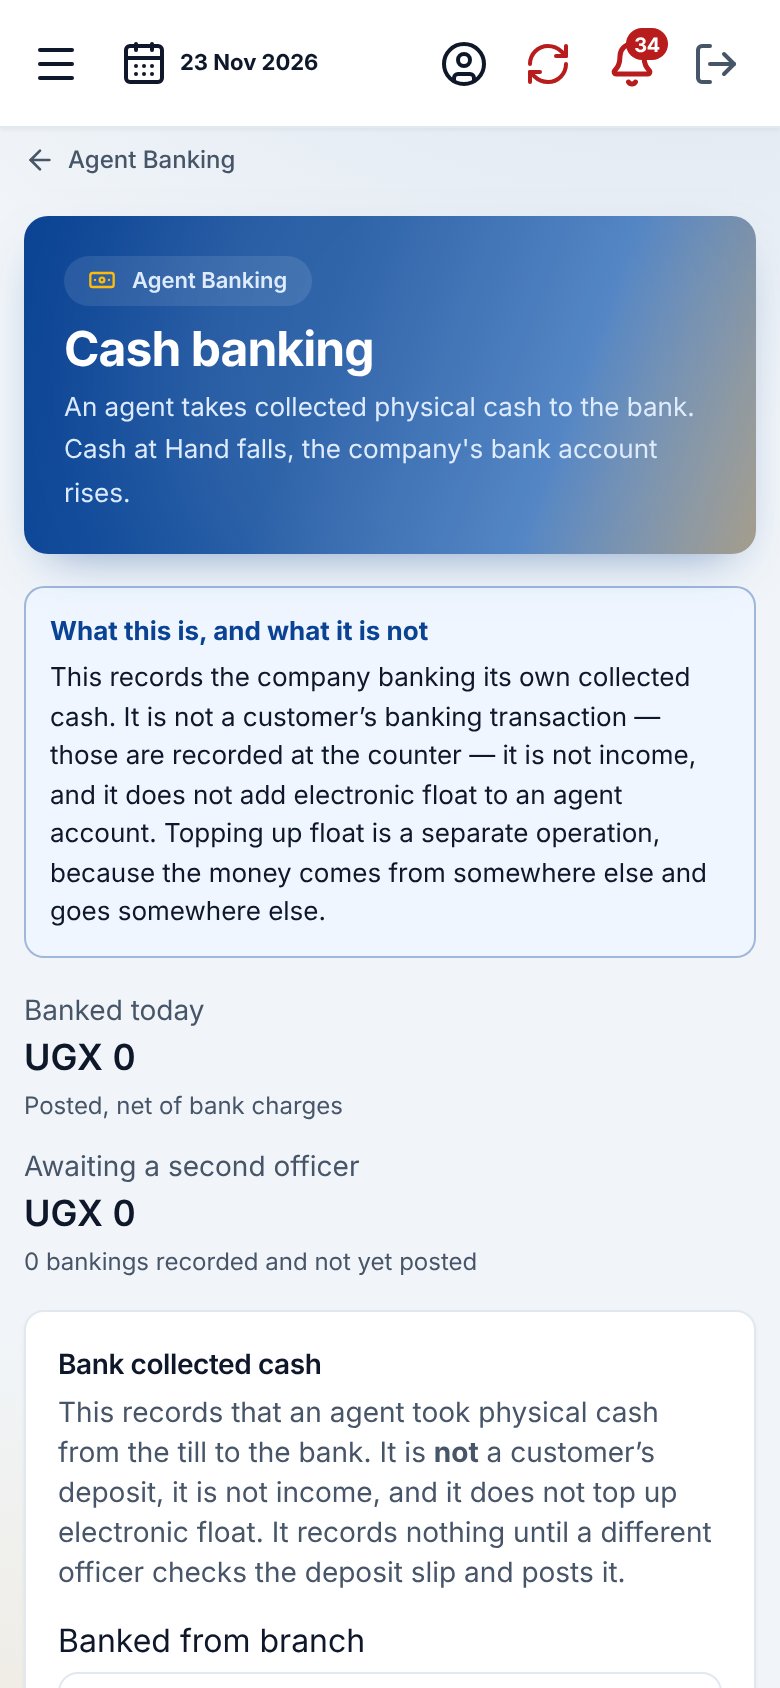 23 Nov 2026
34
Agent Banking
Agent Banking
Cash banking
An agent takes collected physical cash to the bank.
Cash at Hand falls, the company's bank account
rises.
What this is, and what it is not
This records the company banking its own collected
cash. It is not a customer’s banking transaction —
those are recorded at the counter — it is not income,
and it does not add electronic float to an agent
account. Topping up float is a separate operation,
because the money comes from somewhere else and
goes somewhere else.
Banked today
UGX 0
Posted, net of bank charges
Awaiting a second officer
UGX 0
0 bankings recorded and not yet posted
Bank collected cash
This records that an agent took physical cash
from the till to the bank. It is not a customer’s
deposit, it is not income, and it does not top up
electronic float. It records nothing until a different
officer checks the deposit slip and posts it.
Banked from branch